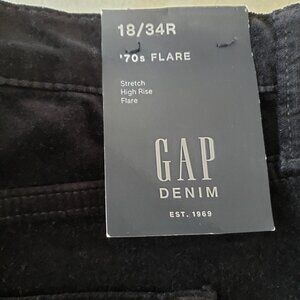 18/34R
'70s FLARE
Stretch
High Rise
Flare
GAP
DENIM
EST. 1969